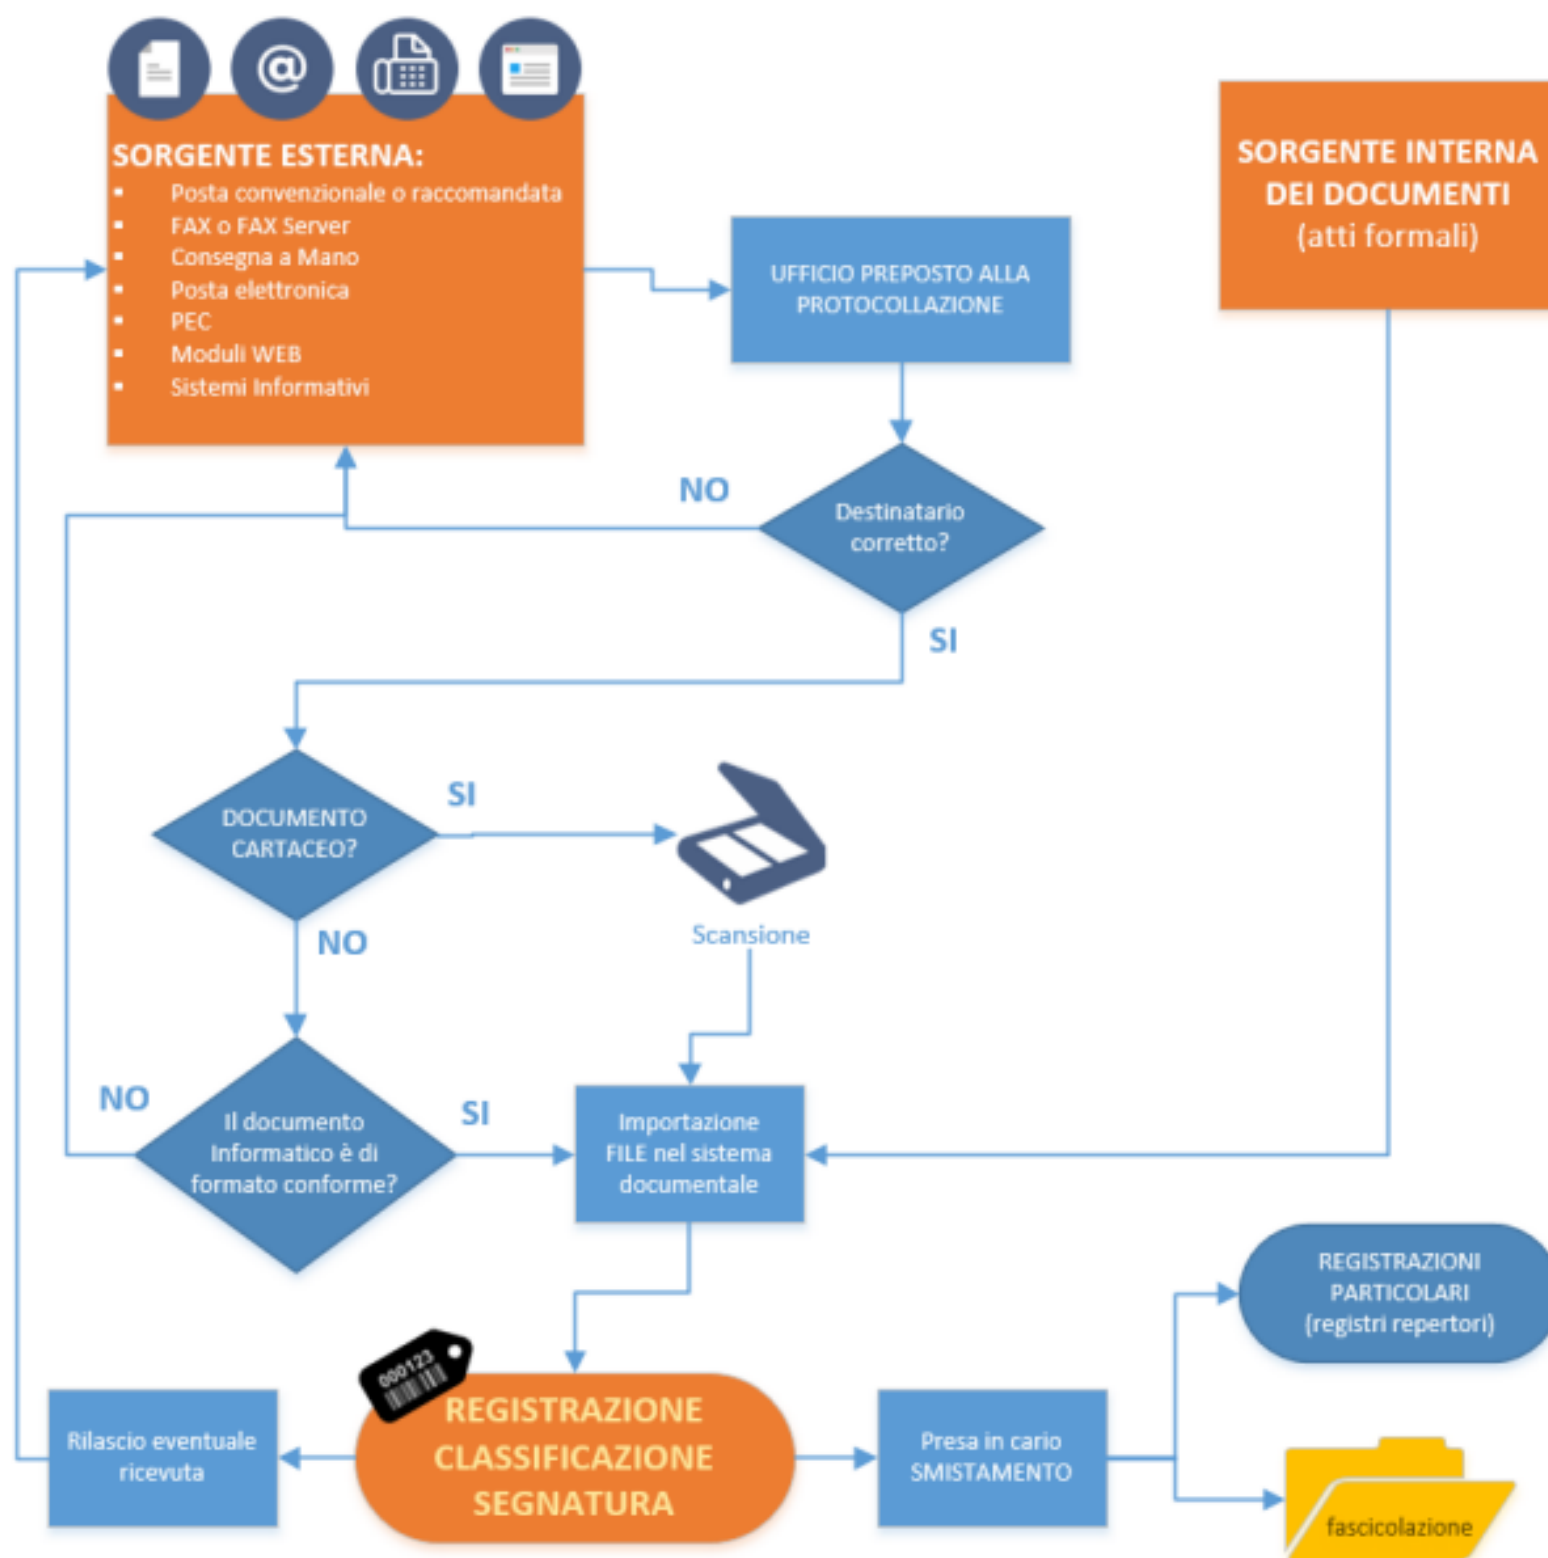 @
SORGENTE ESTERNA:
▪ Posta convenzionale o raccomandata
▪ FAX o FAX Server
▪ Consegna a Mano
▪ Posta elettronica
▪ PEC
▪ Moduli WEB
▪ Sistemi Informativi
SORGENTE INTERNA
DEI DOCUMENTI
(atti formali)
UFFICIO PREPOSTO ALLA
PROTOCOLLAZIONE
NO
Destinatario
corretto?
SI
DOCUMENTO
CARTACEO?
SI
Scansione
NO
NO
Il documento
Informatico è di
formato conforme?
SI
Importazione
FILE nel sistema
documentale
REGISTRAZIONI
PARTICOLARI
(registri repertori)
000123
Rilascio eventuale
ricevuta
REGISTRAZIONE
CLASSIFICAZIONE
SEGNATURA
Presa in cario
SMISTAMENTO
fascicolazione